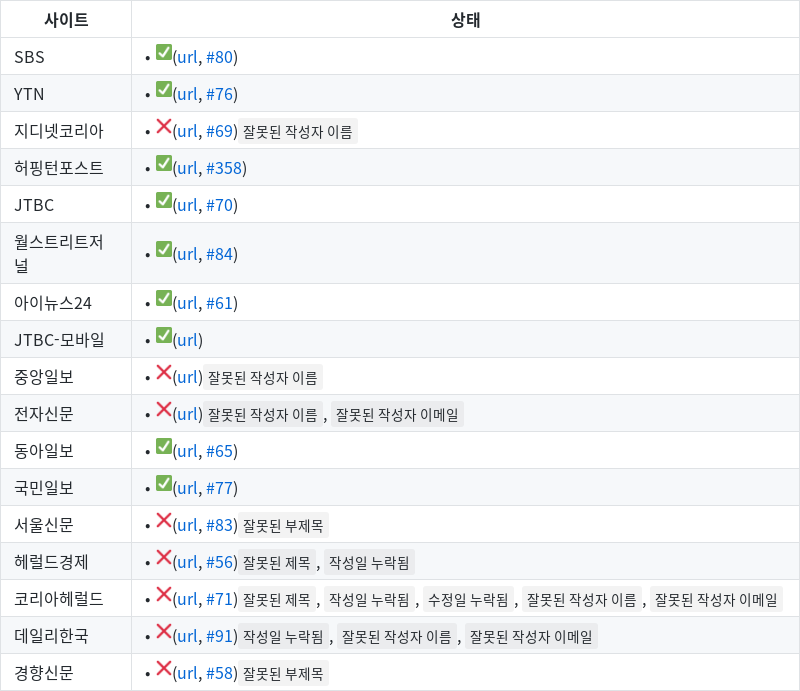 사이트 상태
SBS • ✅(url, #80)
YTN • ✅(url, #76)
지디넷코리아 • ❌(url, #69) 잘못된 작성자 이름
허핑턴포스트 • ✅(url, #358)
JTBC • ✅(url, #70)
월스트리트저
널 • ✅(url, #84)
아이뉴스24 • ✅(url, #61)
JTBC-모바일 • ✅(url)
중앙일보 • ❌(url) 잘못된 작성자 이름
전자신문 • ❌(url) 잘못된 작성자 이름 , 잘못된 작성자 이메일
동아일보 • ✅(url, #65)
국민일보 • ✅(url, #77)
서울신문 • ❌(url, #83) 잘못된 부제목
헤럴드경제 • ❌(url, #56) 잘못된 제목 , 작성일 누락됨
코리아헤럴드 • ❌(url, #71) 잘못된 제목 , 작성일 누락됨 , 수정일 누락됨 , 잘못된 작성자 이름 , 잘못된 작성자 이메일
데일리한국 • ❌(url, #91) 작성일 누락됨 , 잘못된 작성자 이름 , 잘못된 작성자 이메일
경향신문 • ❌(url, #58) 잘못된 부제목